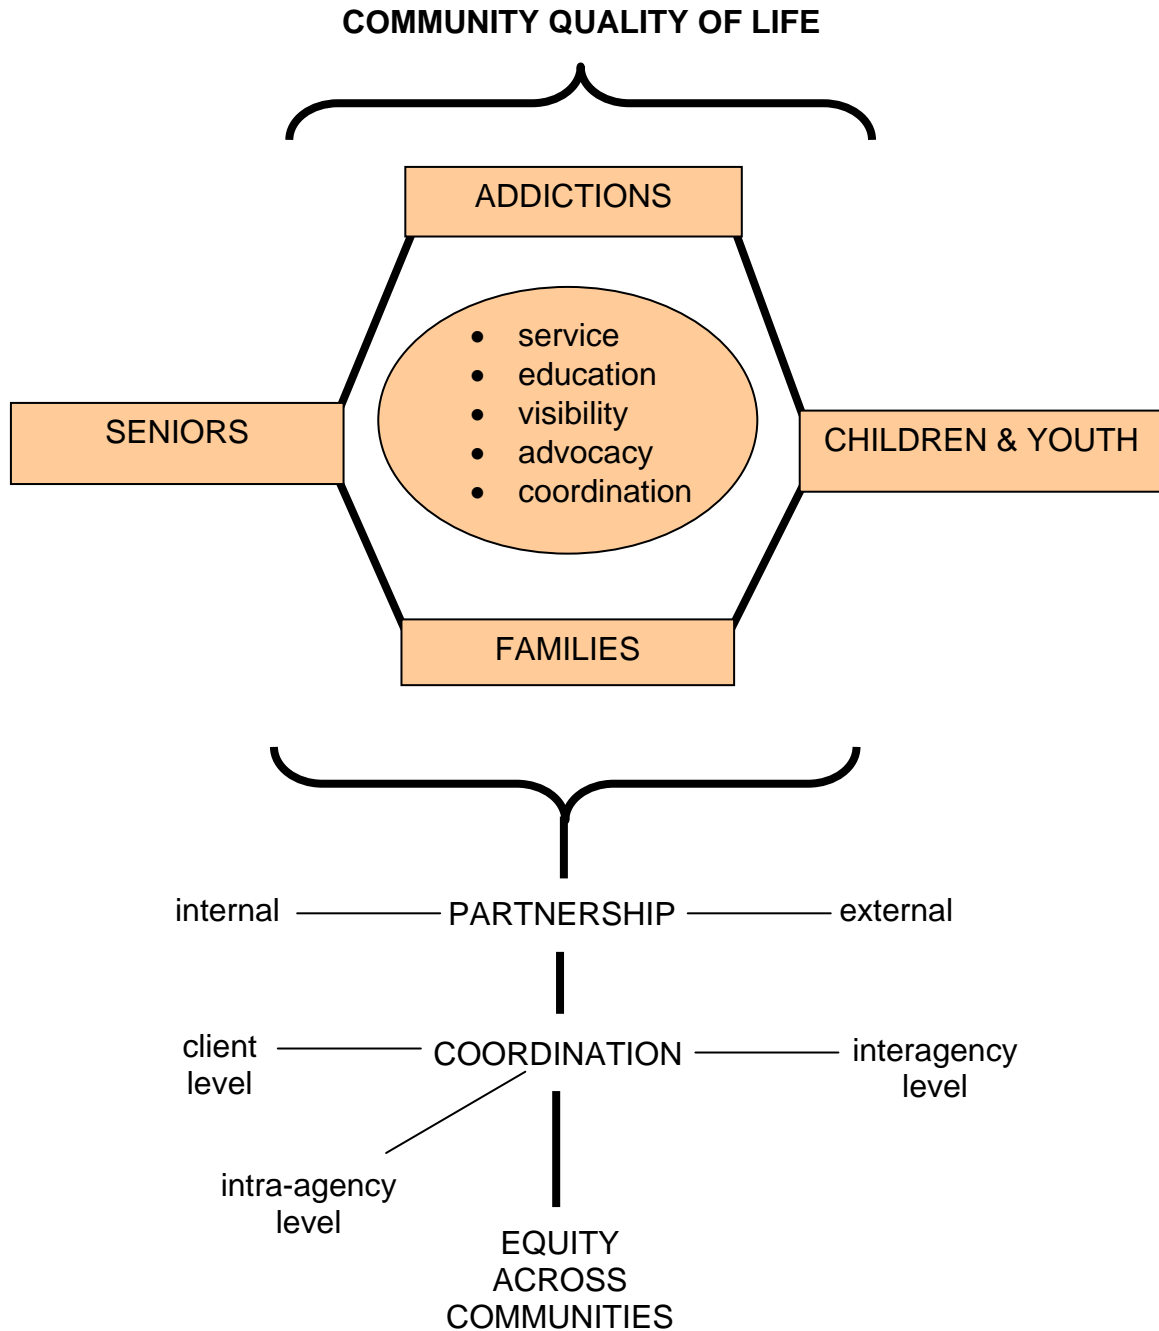 COMMUNITY QUALITY OF LIFE
ADDICTIONS
• service
• education
• visibility
• advocacy
• coordination
SENIORS
CHILDREN & YOUTH
FAMILIES
internal
PARTNERSHIP
external
client
level
COORDINATION
interagency
level
intra-agency
level
EQUITY
ACROSS
COMMUNITIES